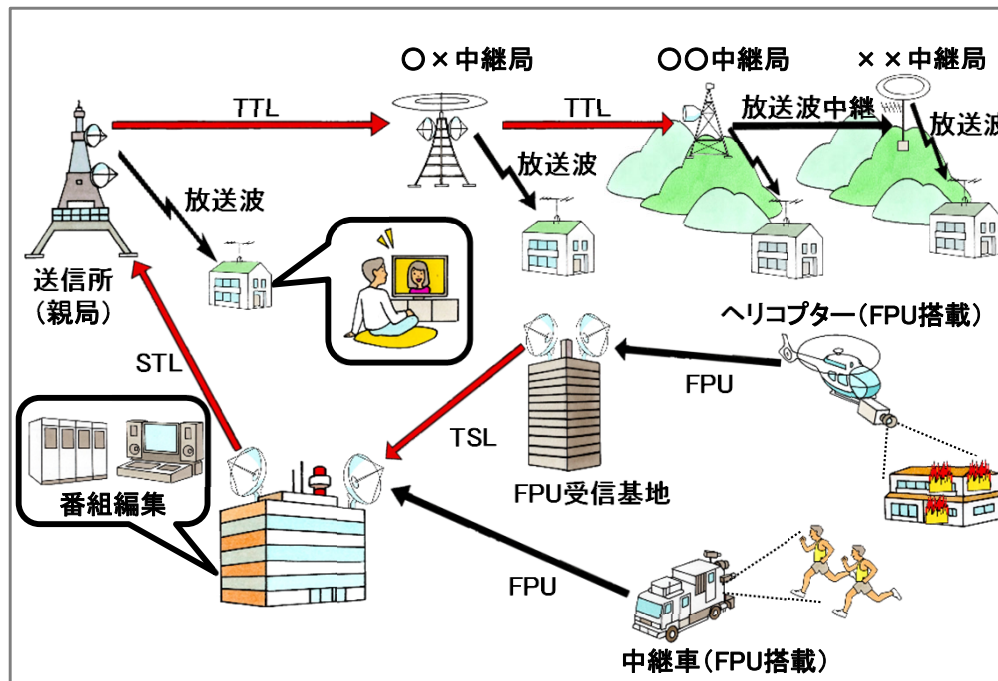 〇×中継局
〇〇中継局
××中継局
TTL
TTL
放送波中継
放送波
放送波
放送波
送信所
（親局）
ヘリコプター（FPU搭載）
STL
FPU
TSL
番組編集
FPU受信基地
FPU
中継車（FPU搭載）